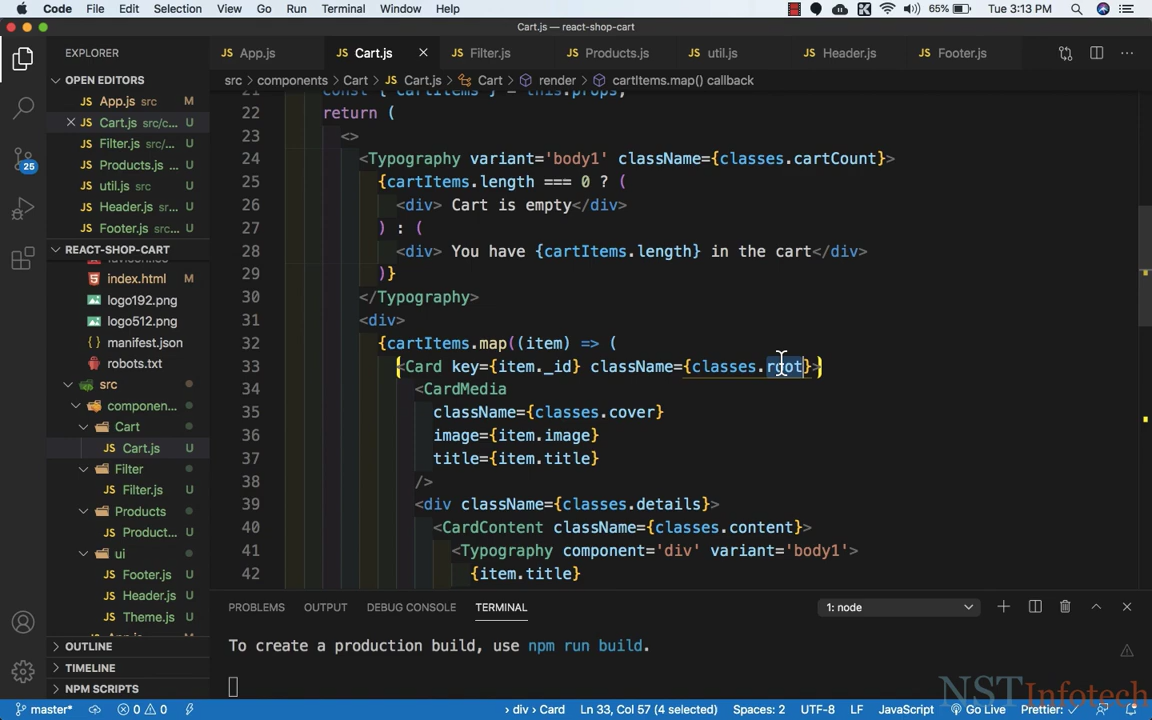 Code File Edit Selection View Go Run Terminal Window Help 65% Tue 3:13 PM
Cart.js — react-shop-cart
EXPLORER
JS App.js JS Cart.js JS Filter.js JS Products.js JS util.js JS Header.js JS Footer.js
OPEN EDITORS
src > components > Cart > JS Cart.js > Cart > render > cartItems.map() callback
JS App.js src M
JS Cart.js src/c... U
JS Filter.js src/... U
JS Products.js ... U
JS util.js src U
JS Header.js sr... U
JS Footer.js sr... U
REACT-SHOP-CART
index.html M
logo192.png
logo512.png
manifest.json
robots.txt
src
component...
Cart
JS Cart.js U
Filter
JS Filter.js U
Products
JS Product... U
ui
JS Footer.js U
JS Header.js U
JS Theme.js U
OUTLINE
TIMELINE
NPM SCRIPTS
21 const { cartItems } = this.props;
22 return (
23 <>
24 <Typography variant='body1' className={classes.cartCount}>
25 {cartItems.length === 0 ? (
26 <div> Cart is empty</div>
27 ) : (
28 <div> You have {cartItems.length} in the cart</div>
29 )}
30 </Typography>
31 <div>
32 {cartItems.map((item) => (
33 <Card key={item._id} className={classes.root}>
34 <CardMedia
35 className={classes.cover}
36 image={item.image}
37 title={item.title}
38 />
39 <div className={classes.details}>
40 <CardContent className={classes.content}>
41 <Typography component='div' variant='body1'>
42 {item.title}
PROBLEMS OUTPUT DEBUG CONSOLE TERMINAL 1: node
To create a production build, use npm run build.
NSTInfotech
25
master* 0 0 › div › Card Ln 33, Col 57 (4 selected) Spaces: 2 UTF-8 LF JavaScript Go Live Prettier: ✓